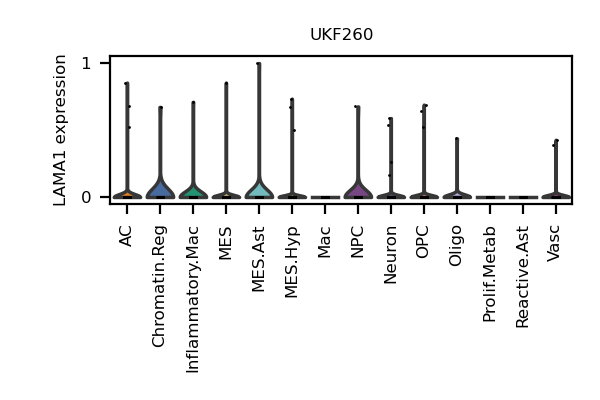 UKF260
LAMA1 expression
1
0
AC
Chromatin.Reg
Inflammatory.Mac
MES
MES.Ast
MES.Hyp
Mac
NPC
Neuron
OPC
Oligo
Prolif.Metab
Reactive.Ast
Vasc